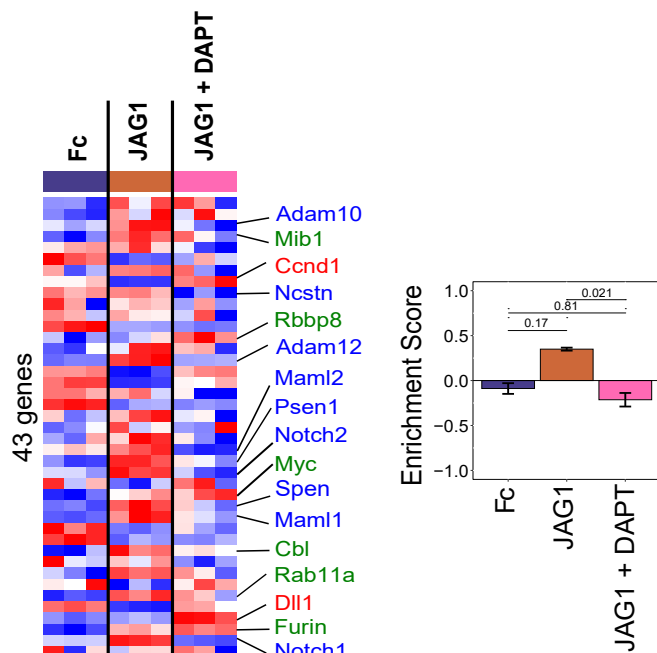 Fc
JAG1
JAG1 + DAPT
43 genes
Adam10
Mib1
Ccnd1
Ncstn
Rbbp8
Adam12
Maml2
Psen1
Notch2
Myc
Spen
Maml1
Cbl
Rab11a
Dll1
Furin
Notch1
Enrichment Score
1.0
0.5
0.0
−0.5
−1.0
0.021
0.81
0.17
Fc
JAG1
JAG1 + DAPT